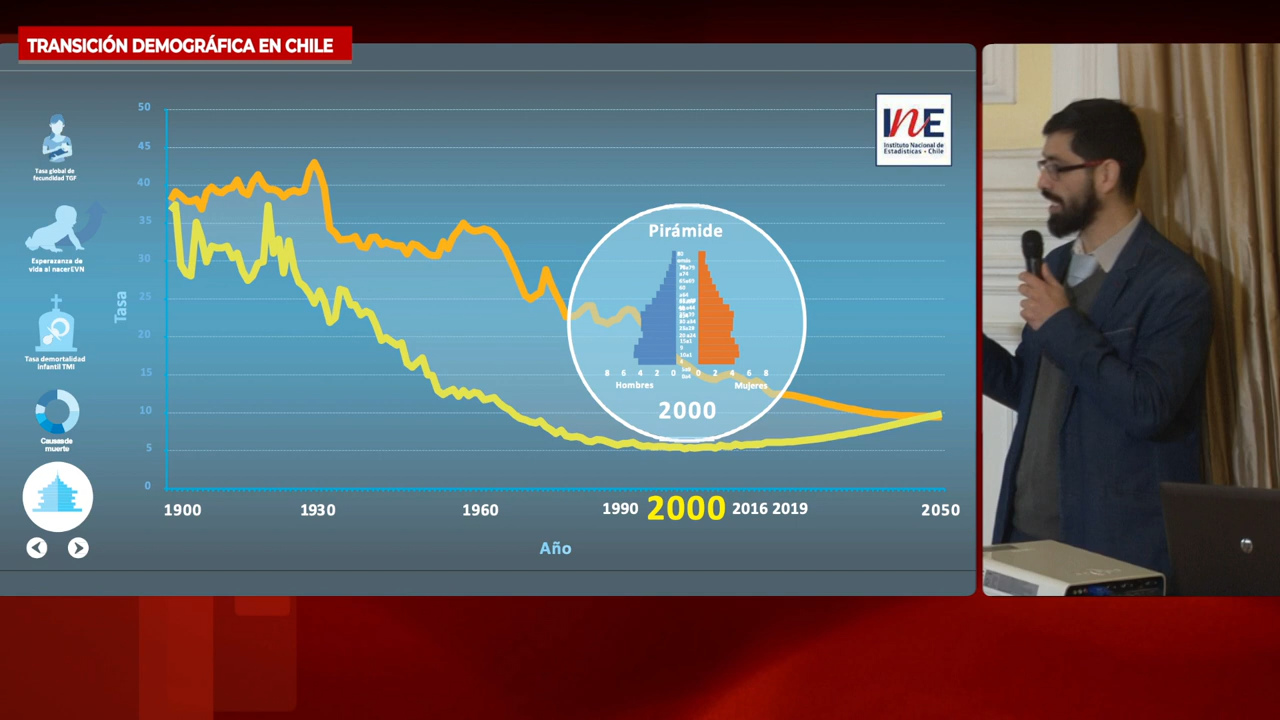 TRANSICIÓN DEMOGRÁFICA EN CHILE
INE
Instituto Nacional de
Estadísticas - Chile
Tasa global de
fecundidad TGF
Esperazanza de
vida al nacerEVN
Tasa demortalidad
infantil TMI
Causasde
muerte
Tasa
50
45
40
35
30
25
20
15
10
5
0
Pirámide
80
8 6 4 2 0 0 2 4 6 8
Hombres Mujeres
2000
1900 1930 1960 1990 2000 2016 2019 2050
Año